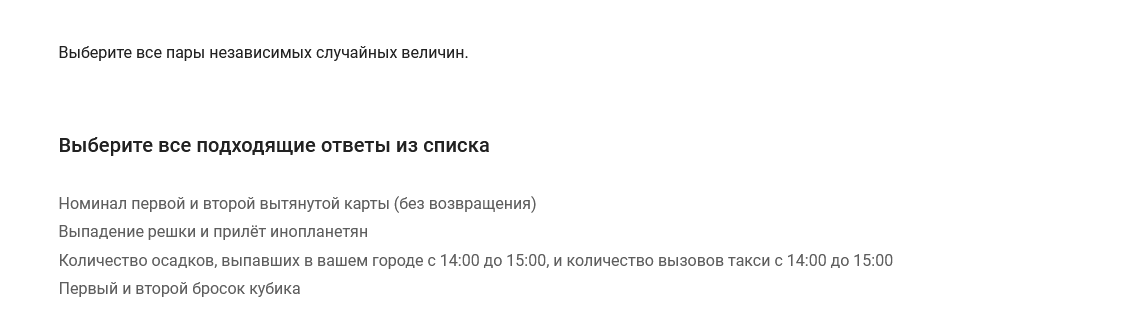 Выберите все пары независимых случайных величин.
Выберите все подходящие ответы из списка
Номинал первой и второй вытянутой карты (без возвращения)
Выпадение решки и прилёт инопланетян
Количество осадков, выпавших в вашем городе с 14:00 до 15:00, и количество вызовов такси с 14:00 до 15:00
Первый и второй бросок кубика